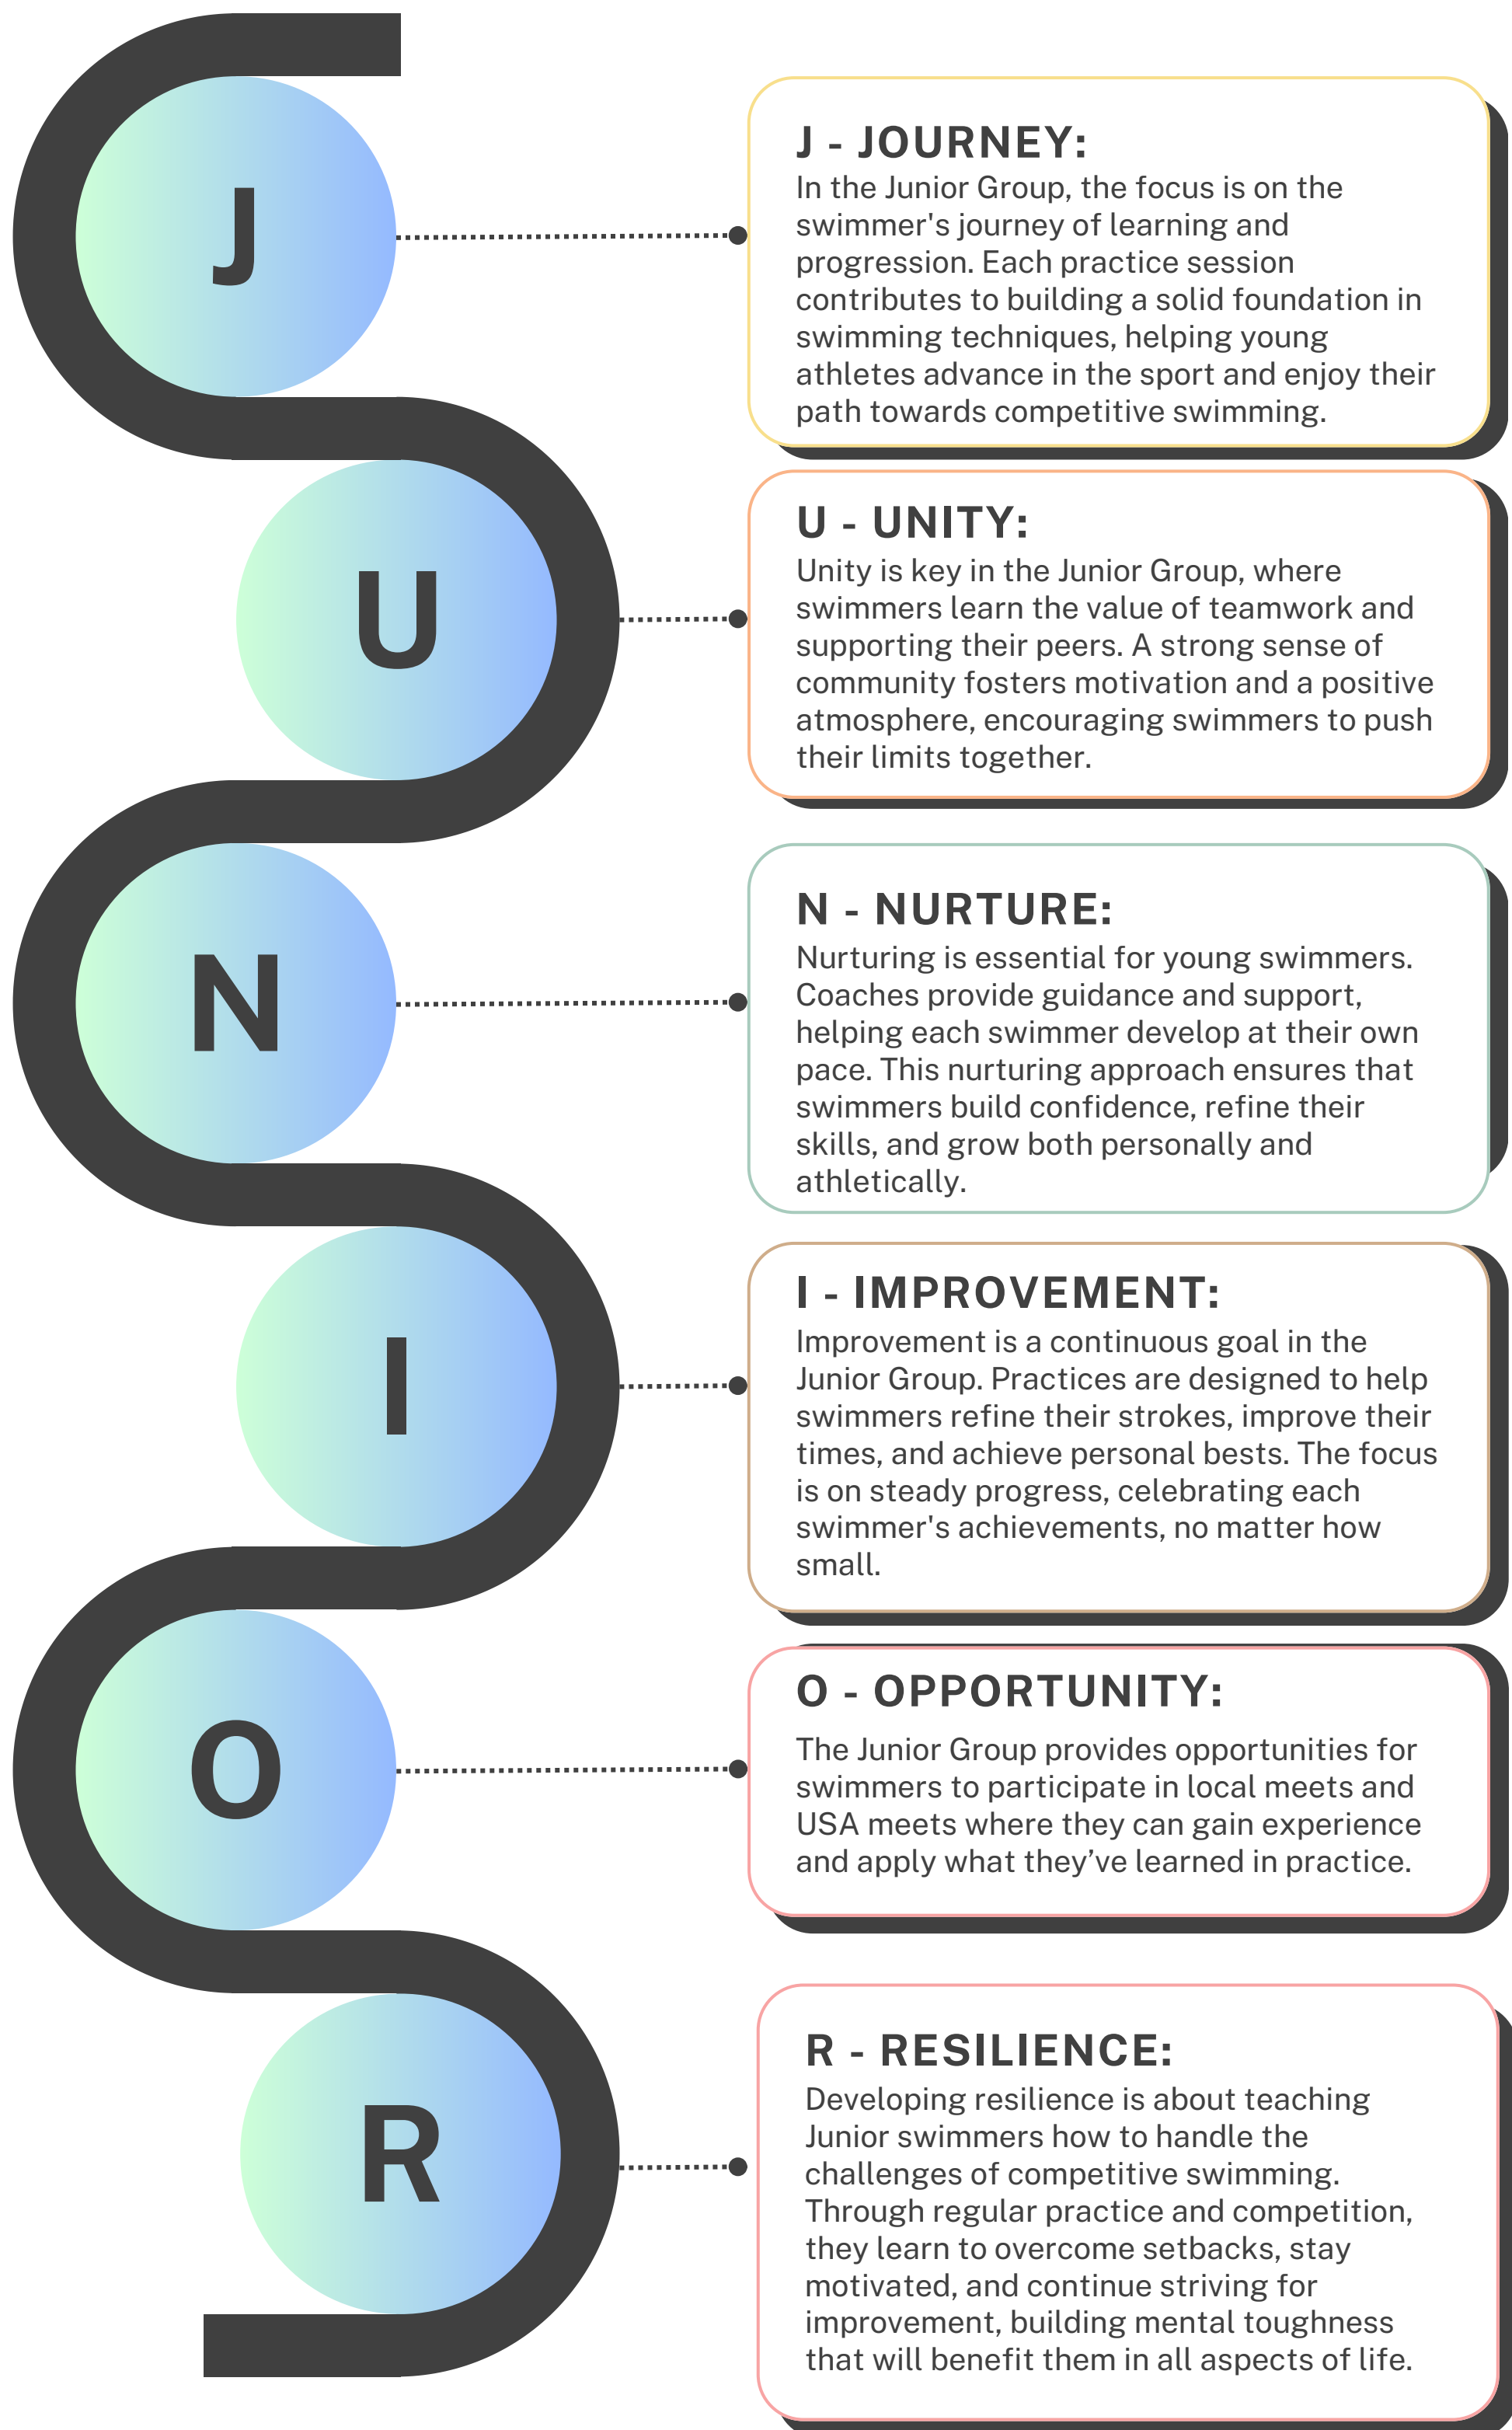 J
J - JOURNEY:
In the Junior Group, the focus is on the
swimmer's journey of learning and
progression. Each practice session
contributes to building a solid foundation in
swimming techniques, helping young
athletes advance in the sport and enjoy their
path towards competitive swimming.
U
U - UNITY:
Unity is key in the Junior Group, where
swimmers learn the value of teamwork and
supporting their peers. A strong sense of
community fosters motivation and a positive
atmosphere, encouraging swimmers to push
their limits together.
N
N - NURTURE:
Nurturing is essential for young swimmers.
Coaches provide guidance and support,
helping each swimmer develop at their own
pace. This nurturing approach ensures that
swimmers build confidence, refine their
skills, and grow both personally and
athletically.
I
I - IMPROVEMENT:
Improvement is a continuous goal in the
Junior Group. Practices are designed to help
swimmers refine their strokes, improve their
times, and achieve personal bests. The focus
is on steady progress, celebrating each
swimmer's achievements, no matter how
small.
O
O - OPPORTUNITY:
The Junior Group provides opportunities for
swimmers to participate in local meets and
USA meets where they can gain experience
and apply what they’ve learned in practice.
R
R - RESILIENCE:
Developing resilience is about teaching
Junior swimmers how to handle the
challenges of competitive swimming.
Through regular practice and competition,
they learn to overcome setbacks, stay
motivated, and continue striving for
improvement, building mental toughness
that will benefit them in all aspects of life.